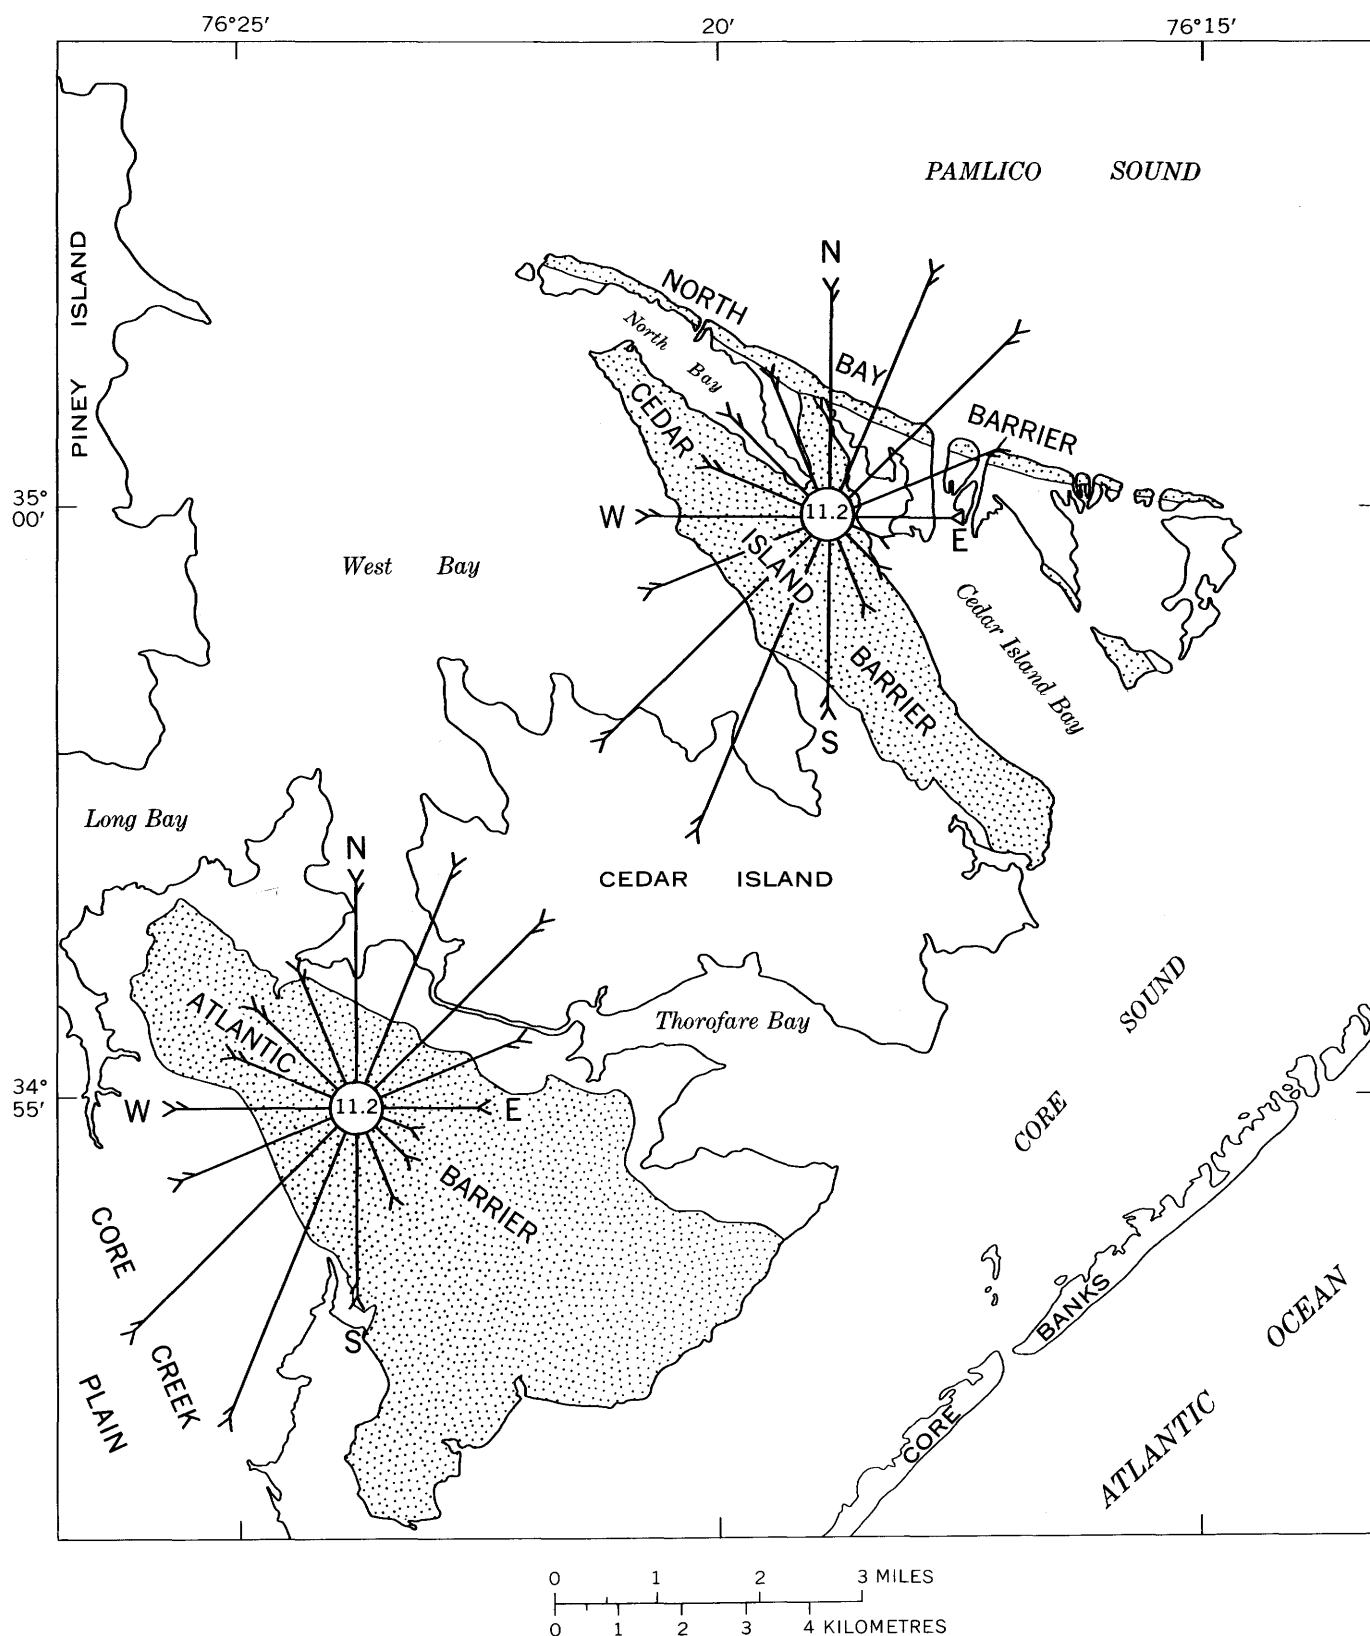 76°25′ 20′ 76°15′
PAMLICO SOUND
PINEY ISLAND
N
NORTH BAY BARRIER
North Bay
CEDAR ISLAND BARRIER
35°
00′
W
11.2
E
West Bay
Cedar Island Bay
S
Long Bay
N
CEDAR ISLAND
ATLANTIC BARRIER
Thorofare Bay
CORE SOUND
34°
55′
W
11.2
E
S
CORE CREEK PLAIN
CORE BANKS
ATLANTIC OCEAN
0 1 2 3 MILES
0 1 2 3 4 KILOMETRES